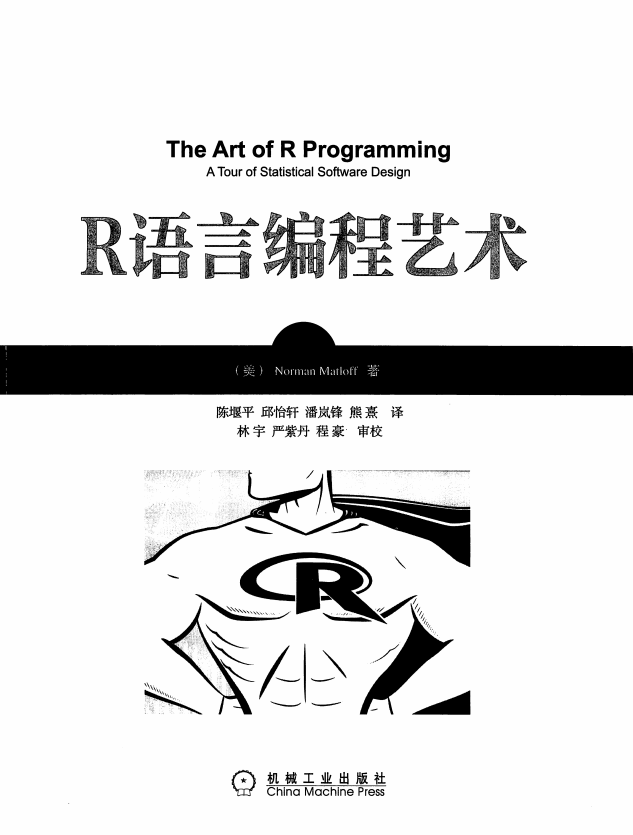 The Art of R Programming
A Tour of Statistical Software Design
R语言编程艺术
（美） Norman Matloff 著
陈堰平 邱怡轩 潘岚锋 熊熹 译
林宇 严紫丹 程豪 审校
R
机械工业出版社
China Machine Press